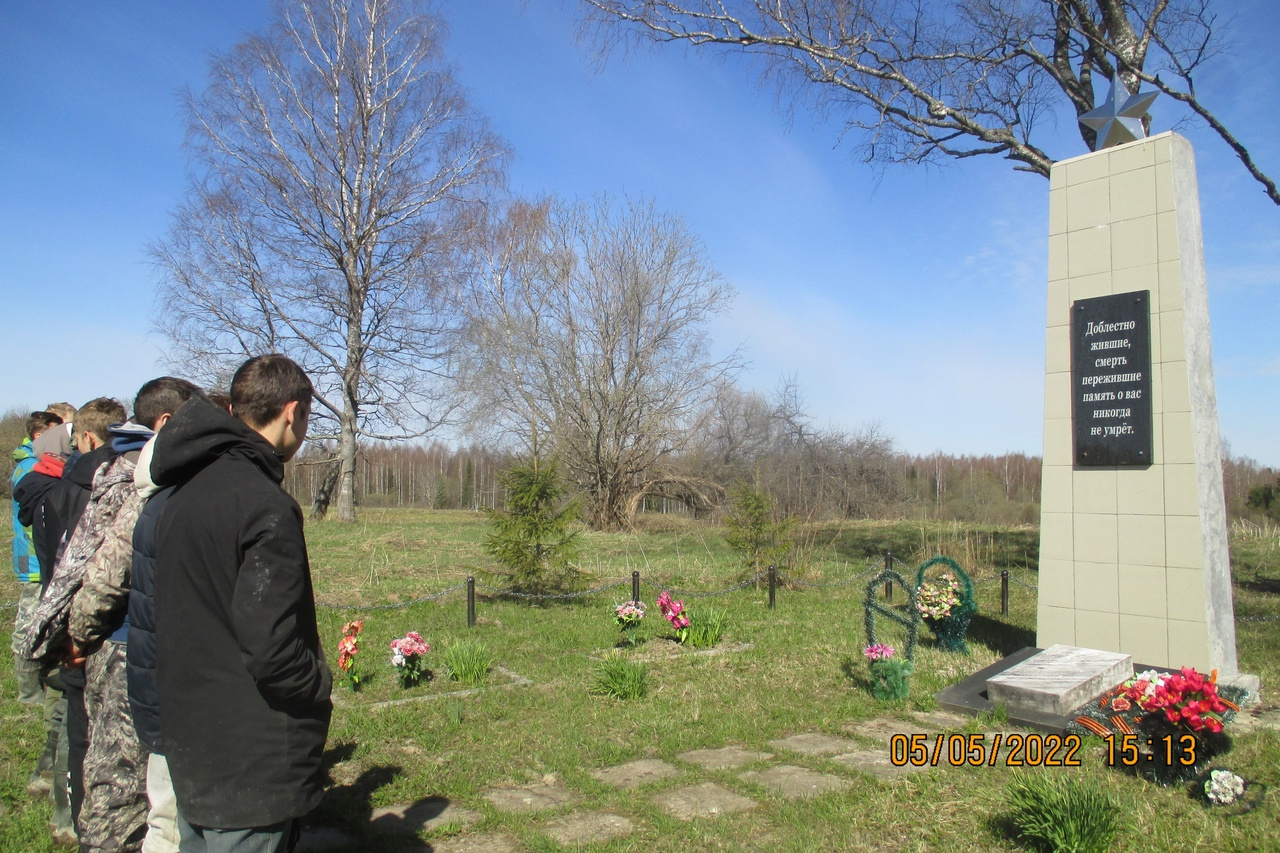 Доблестно
жившие,
смерть
пережившие
память о вас
никогда
не умрёт.
05/05/2022 15:13